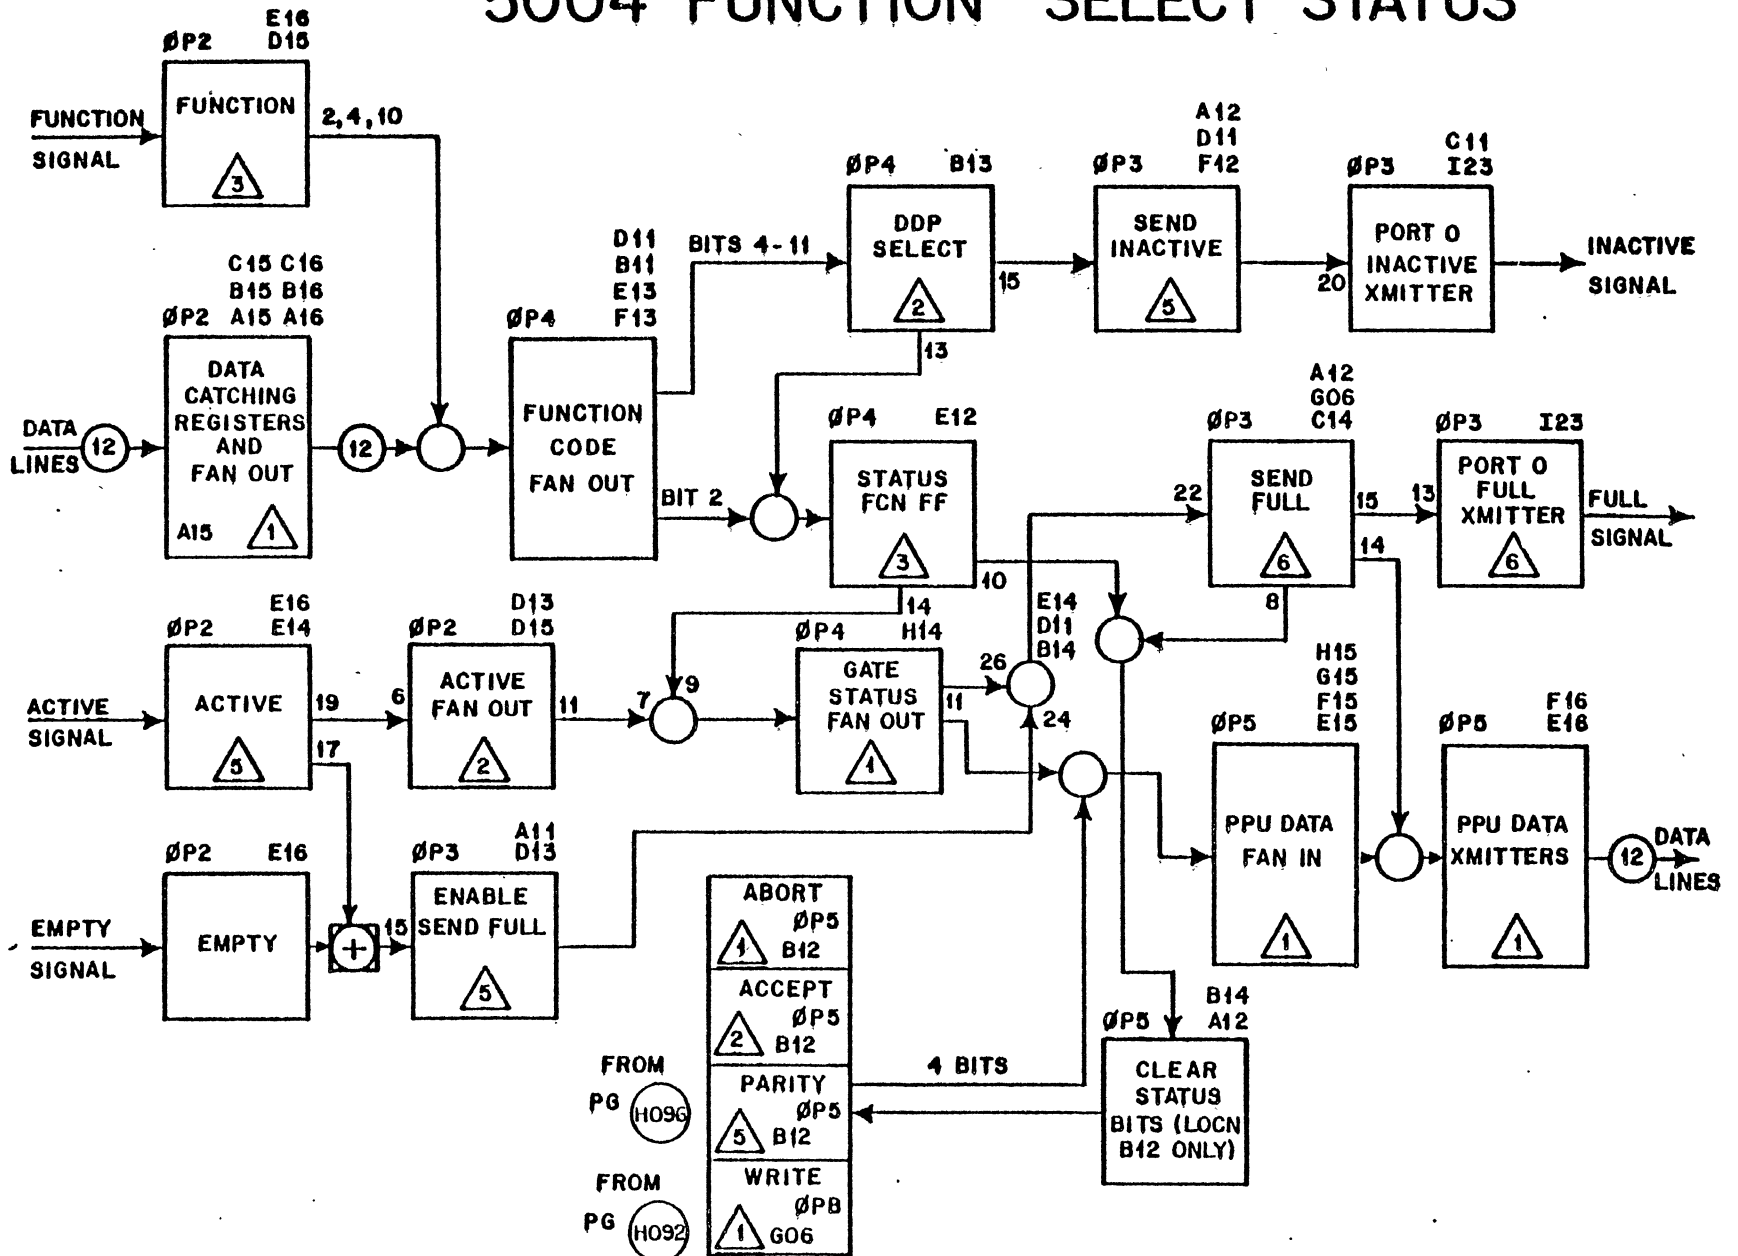 5004 FUNCTION SELECT STATUS
E16
ØP2 D15
FUNCTION
3
FUNCTION
SIGNAL
2,4,10
C15 C16
B15 B16
ØP2 A15 A16
DATA
CATCHING
REGISTERS
AND
FAN OUT
A15 1
DATA
LINES
12
12
D11
B11
E13
ØP4 F13
FUNCTION
CODE
FAN OUT
BITS 4-11
BIT 2
ØP4 B13
DDP
SELECT
2
15
13
A12
D11
ØP3 F12
SEND
INACTIVE
5
20
C11
ØP3 I23
PORT 0
INACTIVE
XMITTER
INACTIVE
SIGNAL
ØP4 E12
STATUS
FCN FF
3
10
14
A12
G06
ØP3 C14
SEND
FULL
6
22
15
14
8
13
ØP3 I23
PORT 0
FULL
XMITTER
6
FULL
SIGNAL
E16
ØP2 E14
ACTIVE
5
ACTIVE
SIGNAL
19
17
6
D13
ØP2 D15
ACTIVE
FAN OUT
2
11
7
9
ØP4 H14
GATE
STATUS
FAN OUT
1
26
11
E14
D11
B14
24
H15
G15
F15
ØP5 E15
PPU DATA
FAN IN
1
F16
ØP5 E16
PPU DATA
XMITTERS
1
12
DATA
LINES
ØP2 E16
EMPTY
EMPTY
SIGNAL
+
15
A11
ØP3 D13
ENABLE
SEND FULL
5
ABORT
ØP5
1 B12
ACCEPT
ØP5
2 B12
PARITY
ØP5
5 B12
WRITE
ØP8
1 G06
4 BITS
FROM
PG H096
FROM
PG H092
B14
ØP5 A12
CLEAR
STATUS
BITS (LOCN
B12 ONLY)